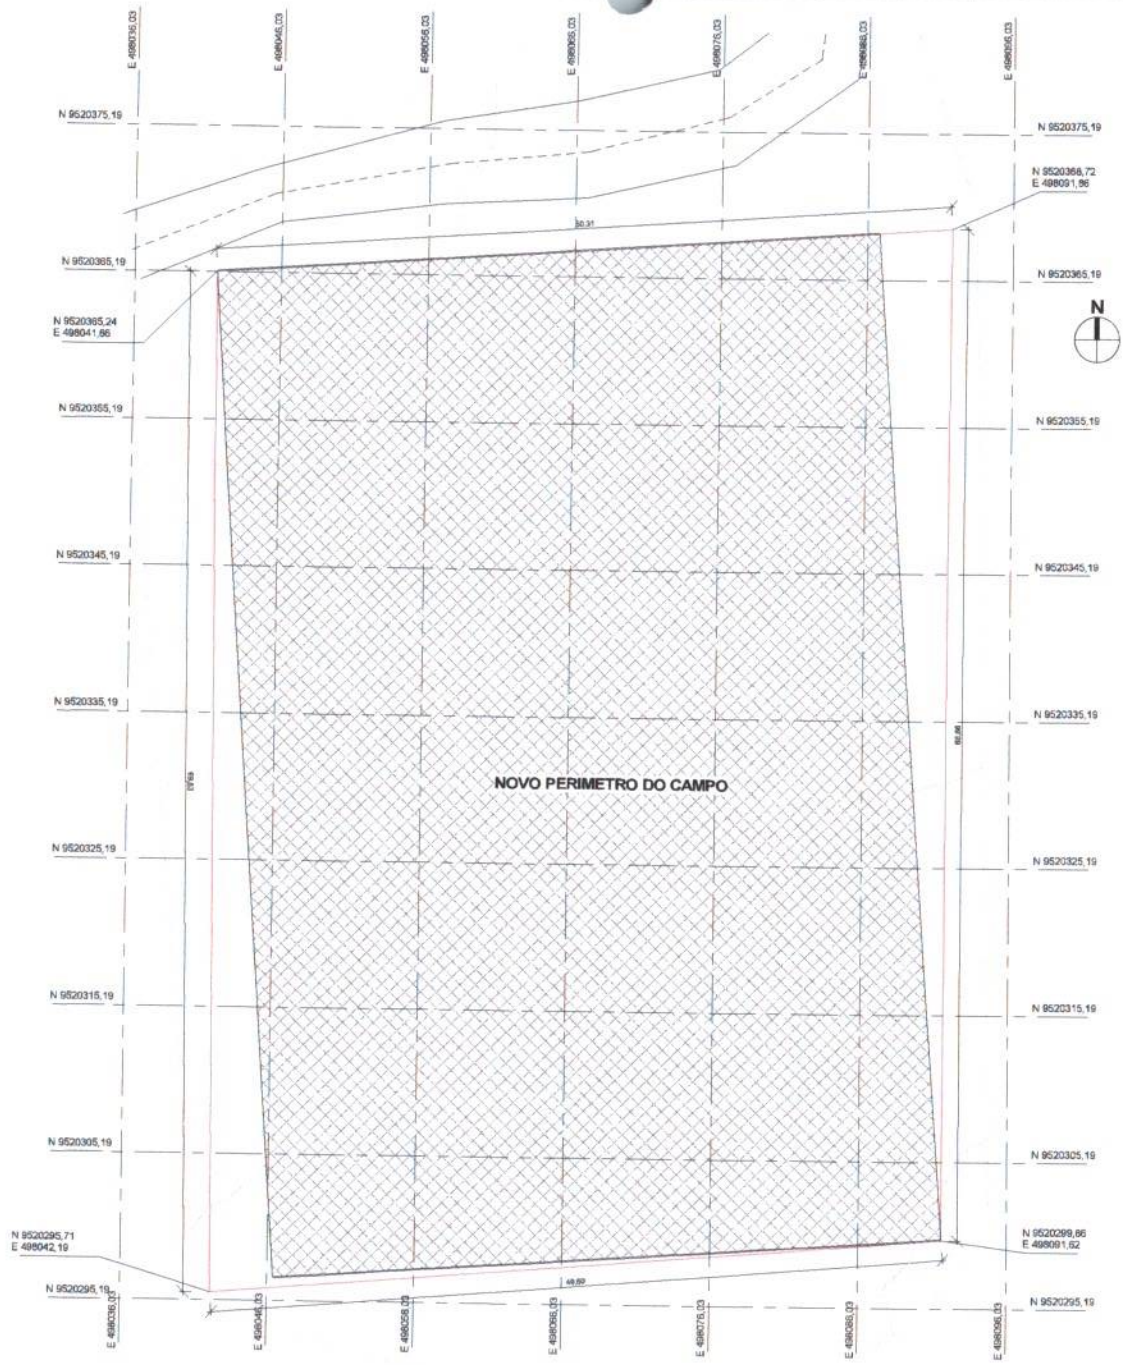 E 498036,03
E 498046,03
E 498056,03
E 498066,03
E 498076,03
E 498086,03
E 498096,03
N 9520375,19
N 9520375,19
N 9520368,72
E 498091,86
50,31
N 9520365,19
N 9520365,19
N 9520365,24
E 498041,86
N
N 9520355,19
N 9520355,19
N 9520345,19
N 9520345,19
N 9520335,19
N 9520335,19
NOVO PERIMETRO DO CAMPO
N 9520325,19
N 9520325,19
N 9520315,19
N 9520315,19
N 9520305,19
N 9520305,19
N 9520295,71
E 498042,19
N 9520299,66
E 498091,62
N 9520295,19
N 9520295,19
E 498036,03
E 498046,03
E 498056,03
E 498066,03
E 498076,03
E 498086,03
E 498096,03